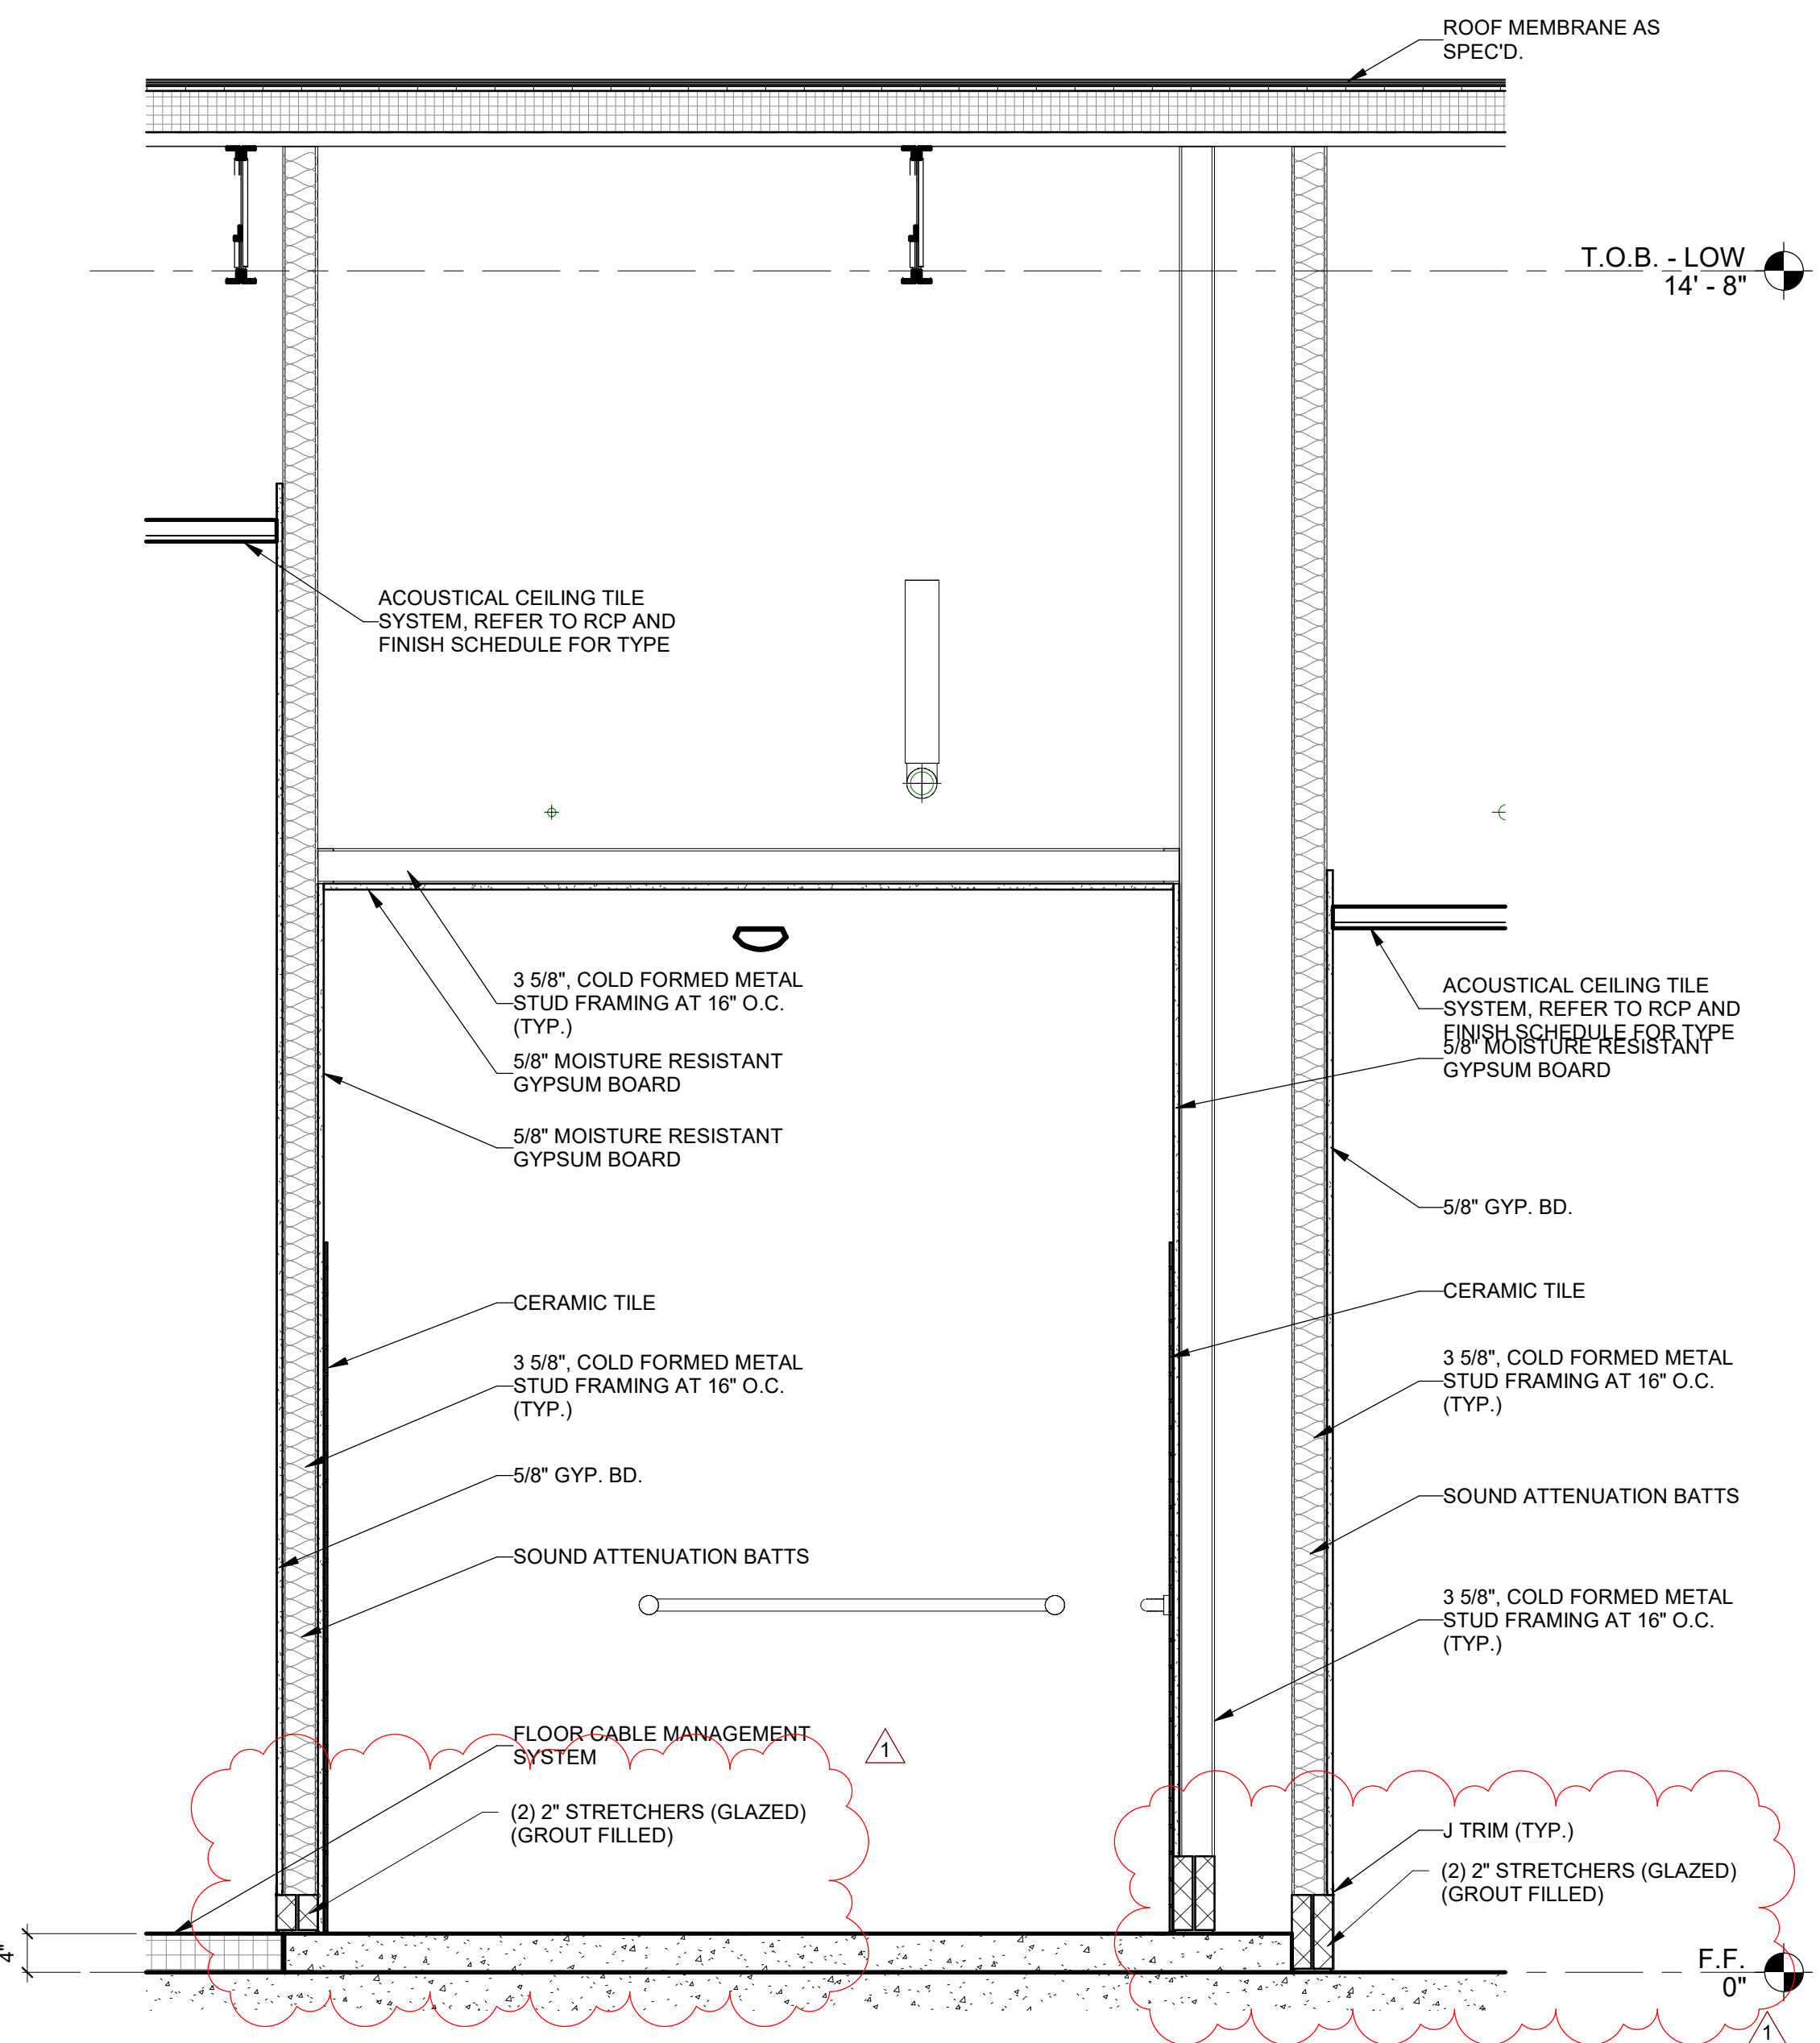 ROOF MEMBRANE AS
SPEC'D.
T.O.B. - LOW
14' - 8"
ACOUSTICAL CEILING TILE
SYSTEM, REFER TO RCP AND
FINISH SCHEDULE FOR TYPE
3 5/8", COLD FORMED METAL
STUD FRAMING AT 16" O.C.
(TYP.)
5/8" MOISTURE RESISTANT
GYPSUM BOARD
5/8" MOISTURE RESISTANT
GYPSUM BOARD
ACOUSTICAL CEILING TILE
SYSTEM, REFER TO RCP AND
FINISH SCHEDULE FOR TYPE
5/8" MOISTURE RESISTANT
GYPSUM BOARD
5/8" GYP. BD.
CERAMIC TILE
3 5/8", COLD FORMED METAL
STUD FRAMING AT 16" O.C.
(TYP.)
5/8" GYP. BD.
SOUND ATTENUATION BATTS
CERAMIC TILE
3 5/8", COLD FORMED METAL
STUD FRAMING AT 16" O.C.
(TYP.)
SOUND ATTENUATION BATTS
3 5/8", COLD FORMED METAL
STUD FRAMING AT 16" O.C.
(TYP.)
FLOOR CABLE MANAGEMENT
SYSTEM
1
(2) 2" STRETCHERS (GLAZED)
(GROUT FILLED)
J TRIM (TYP.)
(2) 2" STRETCHERS (GLAZED)
(GROUT FILLED)
4"
F.F.
0"
1